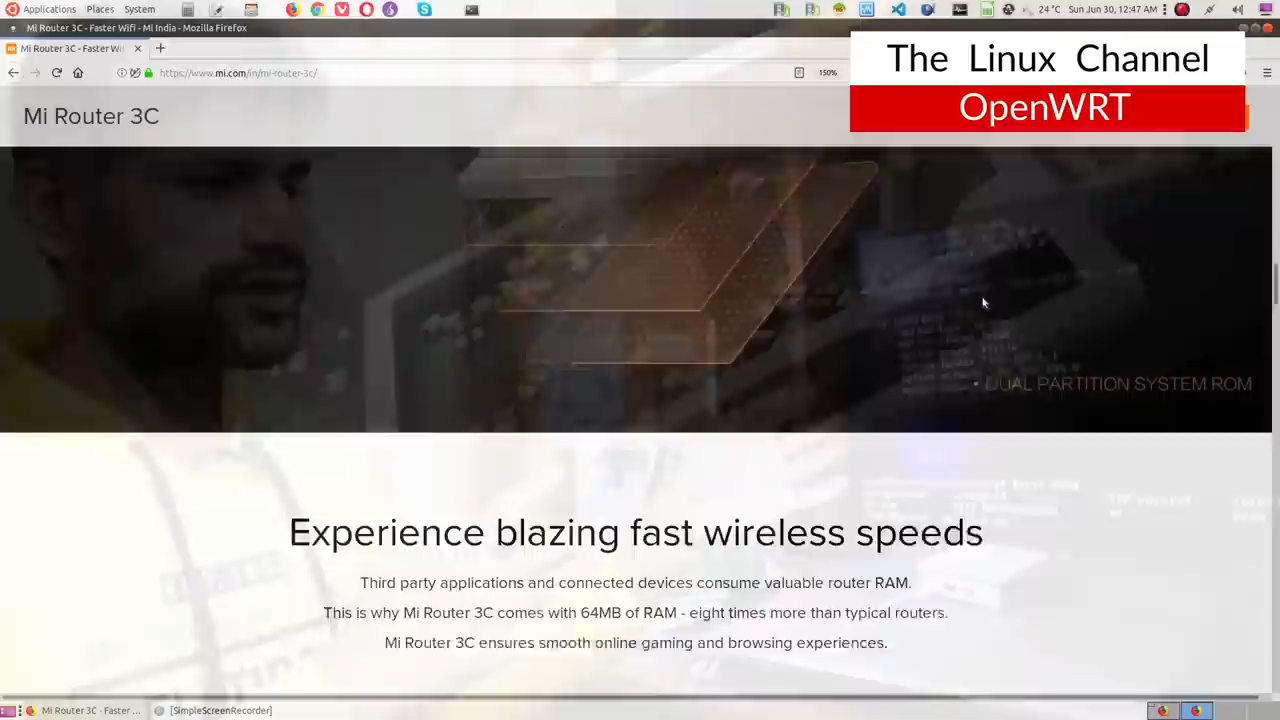 Applications Places System
24 °C Sun Jun 30, 12:47 AM
Mi Router 3C - Faster Wifi - Mi India - Mozilla Firefox
Mi Router 3C - Faster Wif
https://www.mi.com/in/mi-router-3c/
150%
The Linux Channel
OpenWRT
Mi Router 3C
• DUAL PARTITION SYSTEM ROM
Experience blazing fast wireless speeds
Third party applications and connected devices consume valuable router RAM.
This is why Mi Router 3C comes with 64MB of RAM - eight times more than typical routers.
Mi Router 3C ensures smooth online gaming and browsing experiences.
Mi Router 3C - Faster ...
[SimpleScreenRecorder]